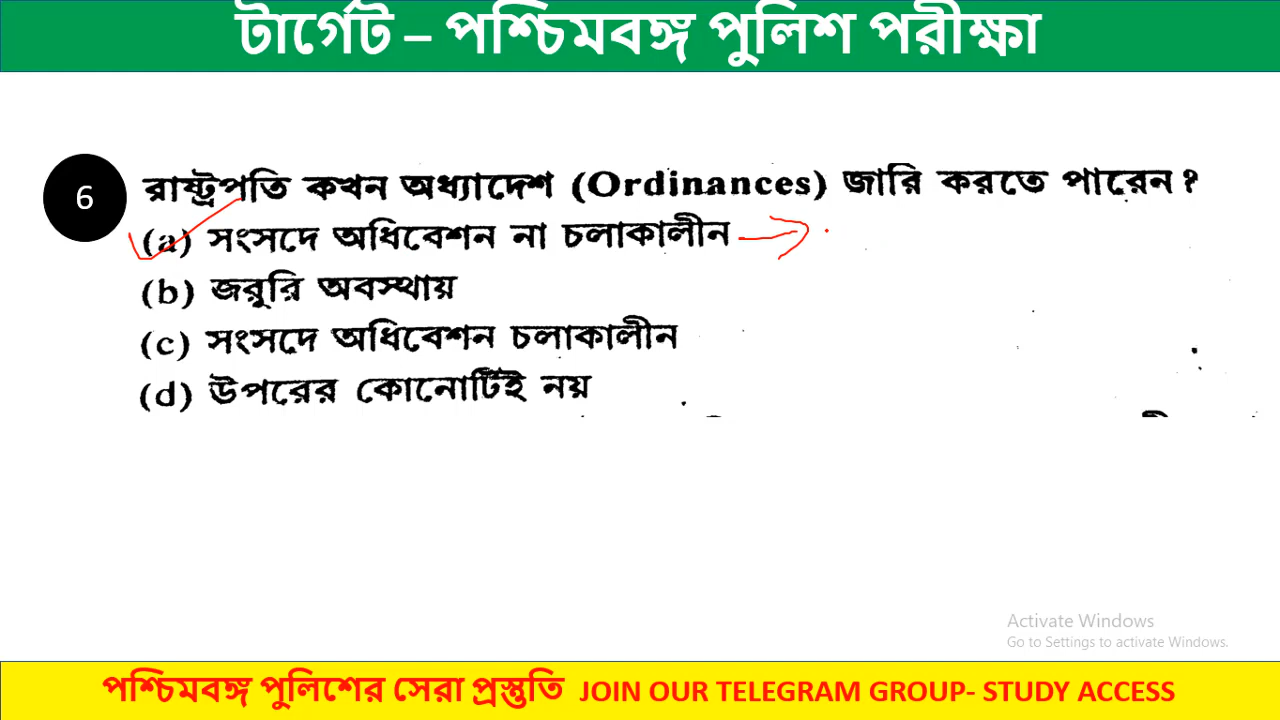 টার্গেট – পশ্চিমবঙ্গ পুলিশ পরীক্ষা
6 রাষ্ট্রপতি কখন অধ্যাদেশ (Ordinances) জারি করতে পারেন?
(a) সংসদে অধিবেশন না চলাকালীন
(b) জরুরি অবস্থায়
(c) সংসদে অধিবেশন চলাকালীন
(d) উপরের কোনোটিই নয়
Activate Windows
Go to Settings to activate Windows.
পশ্চিমবঙ্গ পুলিশের সেরা প্রস্তুতি JOIN OUR TELEGRAM GROUP- STUDY ACCESS